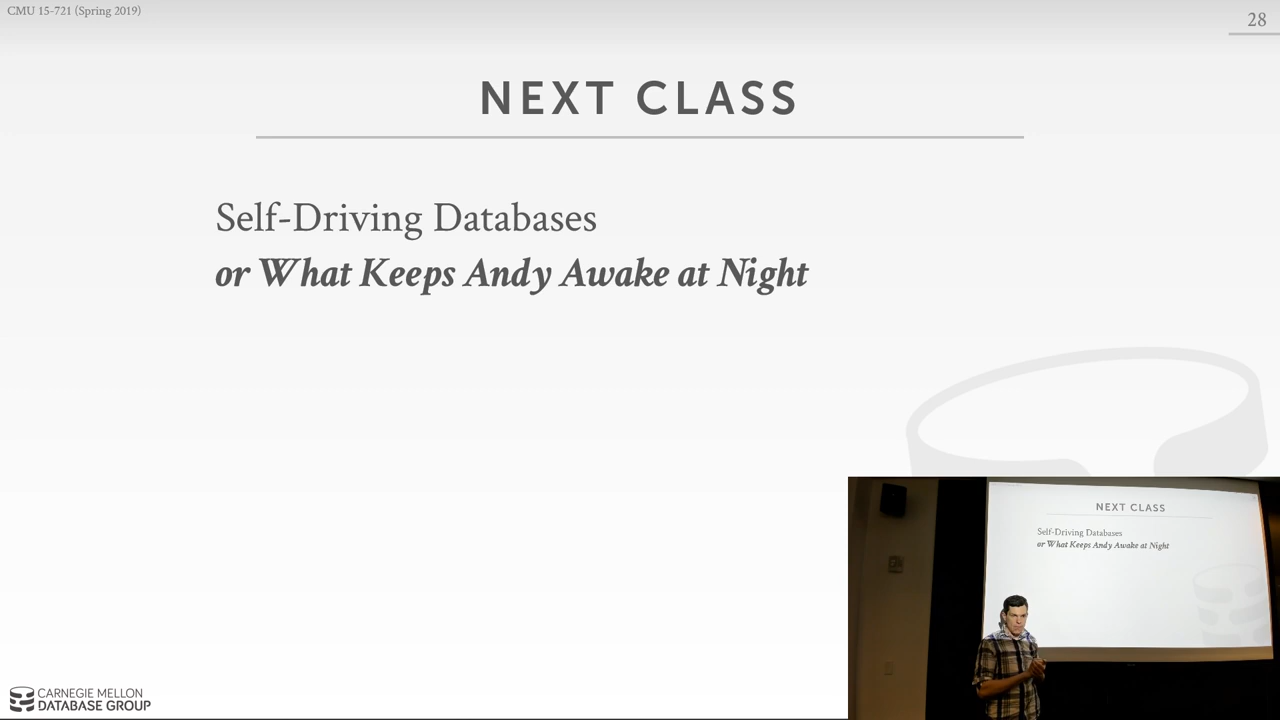 CMU 15-721 (Spring 2019)
28
NEXT CLASS
Self-Driving Databases
or What Keeps Andy Awake at Night
NEXT CLASS
Self-Driving Databases
or What Keeps Andy Awake at Night
CARNEGIE MELLON
DATABASE GROUP